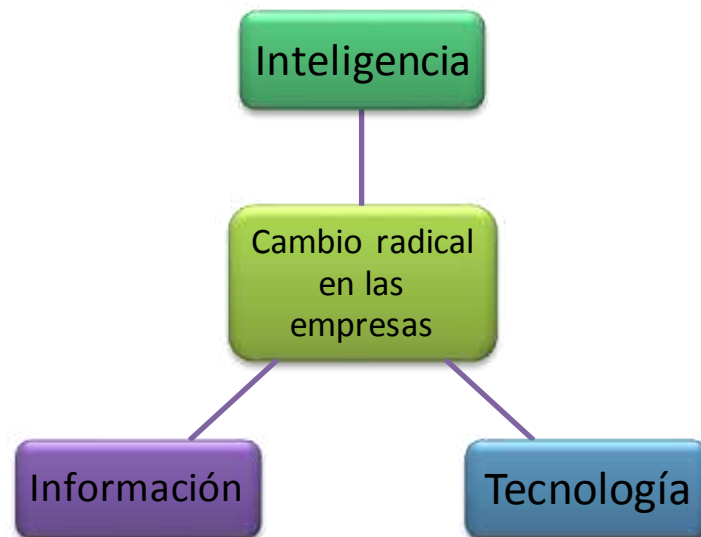 Inteligencia
Cambio radical
en las
empresas
Información
Tecnología